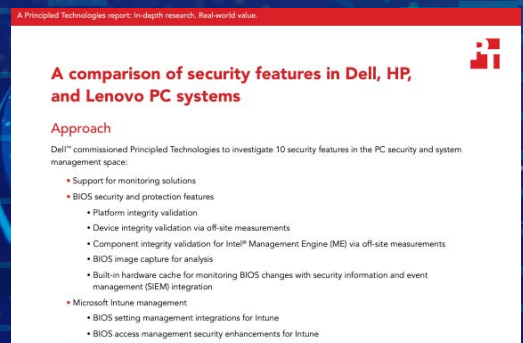 A Principled Technologies report: In-depth research. Real-world value.
PT
A comparison of security features in Dell, HP,
and Lenovo PC systems
Approach
Dell™ commissioned Principled Technologies to investigate 10 security features in the PC security and system
management space:
▪ Support for monitoring solutions
▪ BIOS security and protection features
• Platform integrity validation
• Device integrity validation via off-site measurements
• Component integrity validation for Intel® Management Engine (ME) via off-site measurements
• BIOS image capture for analysis
• Built-in hardware cache for monitoring BIOS changes with security information and event
management (SIEM) integration
▪ Microsoft Intune management
• BIOS setting management integrations for Intune
• BIOS access management security enhancements for Intune